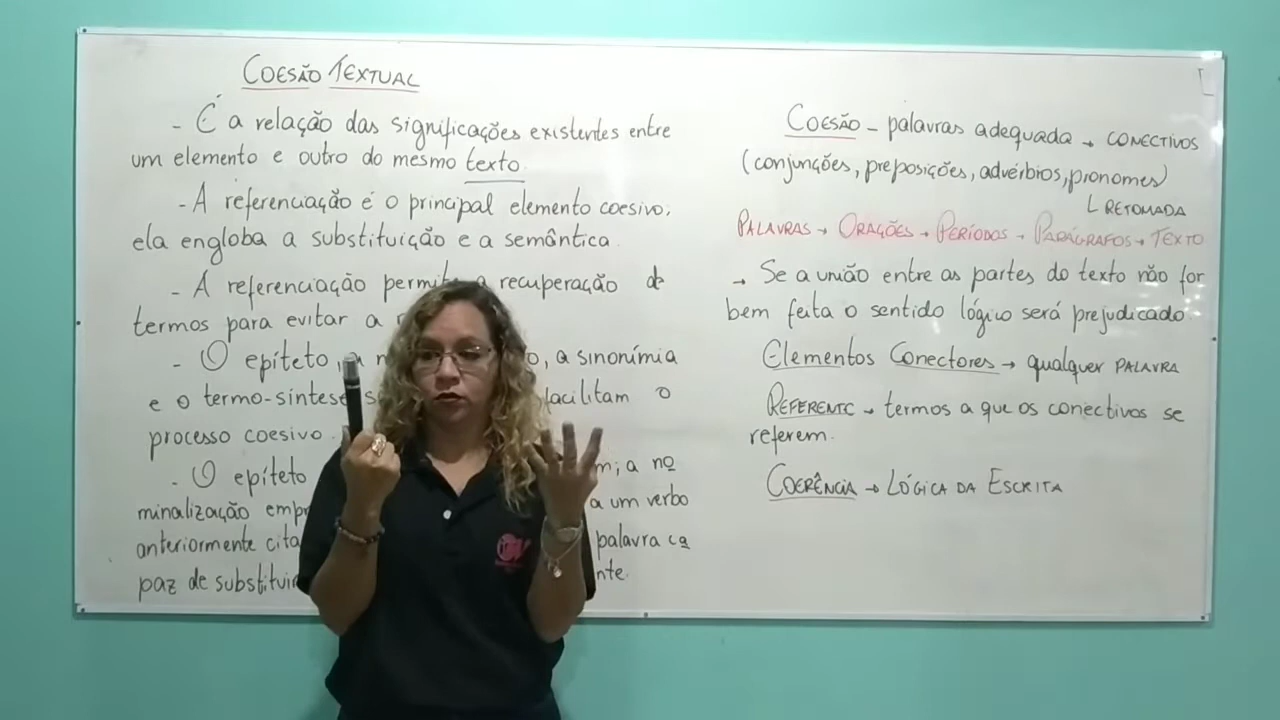 COESÃO TEXTUAL
- É a relação das significações existentes entre
um elemento e outro do mesmo texto.
- A referenciação é o principal elemento coesivo,
ela engloba a substituição e a semântica.
- A referenciação permite a recuperação de
termos para evitar a
- O epíteto, a o, a sinonímia
e o termo-síntese facilitam o
processo coesivo.
- O epíteto m; a no
minalização emp a um verbo
anteriormente cita palavra ca
paz de substituir nte.
COESÃO - palavras adequada → CONECTIVOS
(conjunções, preposições, advérbios, pronomes)
RETOMADA
PALAVRAS → ORAÇÕES → PERÍODOS → PARÁGRAFOS → TEXTO
→ Se a união entre as partes do texto não for
bem feita o sentido lógico será prejudicado.
Elementos Conectores → qualquer PALAVRA
REFERENTE → termos a que os conectivos se
referem.
COERÊNCIA → LÓGICA DA ESCRITA